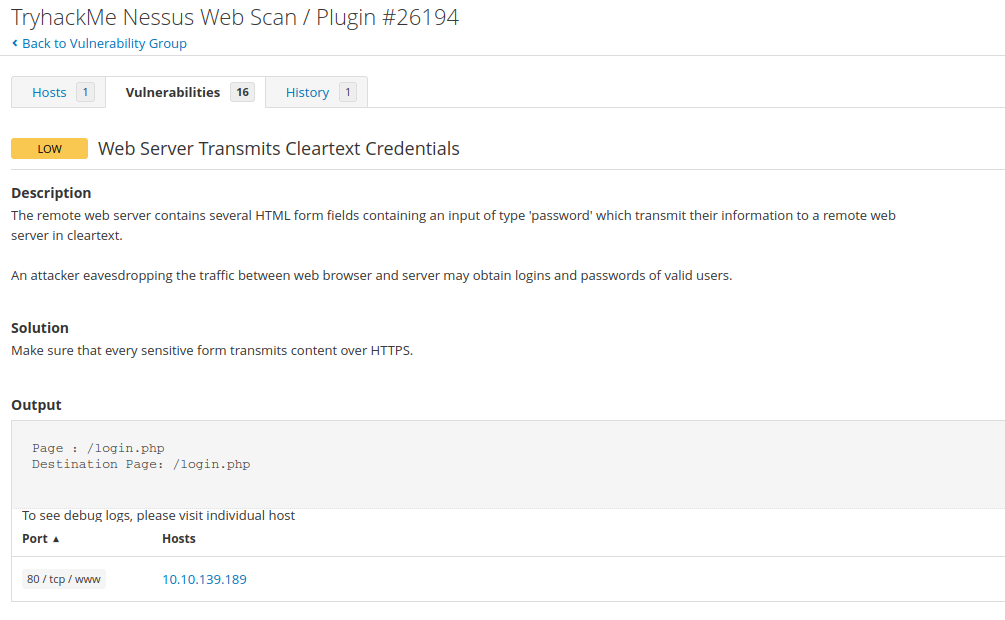 TryhackMe Nessus Web Scan / Plugin #26194
‹ Back to Vulnerability Group
Hosts 1 Vulnerabilities 16 History 1
LOW Web Server Transmits Cleartext Credentials
Description
The remote web server contains several HTML form fields containing an input of type 'password' which transmit their information to a remote web
server in cleartext.
An attacker eavesdropping the traffic between web browser and server may obtain logins and passwords of valid users.
Solution
Make sure that every sensitive form transmits content over HTTPS.
Output
Page : /login.php
Destination Page: /login.php
To see debug logs, please visit individual host
Port ▲ Hosts
80 / tcp / www 10.10.139.189